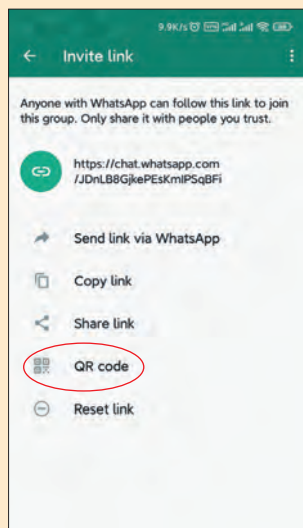 9.9K/s
Invite link
Anyone with WhatsApp can follow this link to join
this group. Only share it with people you trust.
https://chat.whatsapp.com
/JDnLB8GjkePEsKmIPSqBFi
Send link via WhatsApp
Copy link
Share link
QR code
Reset link